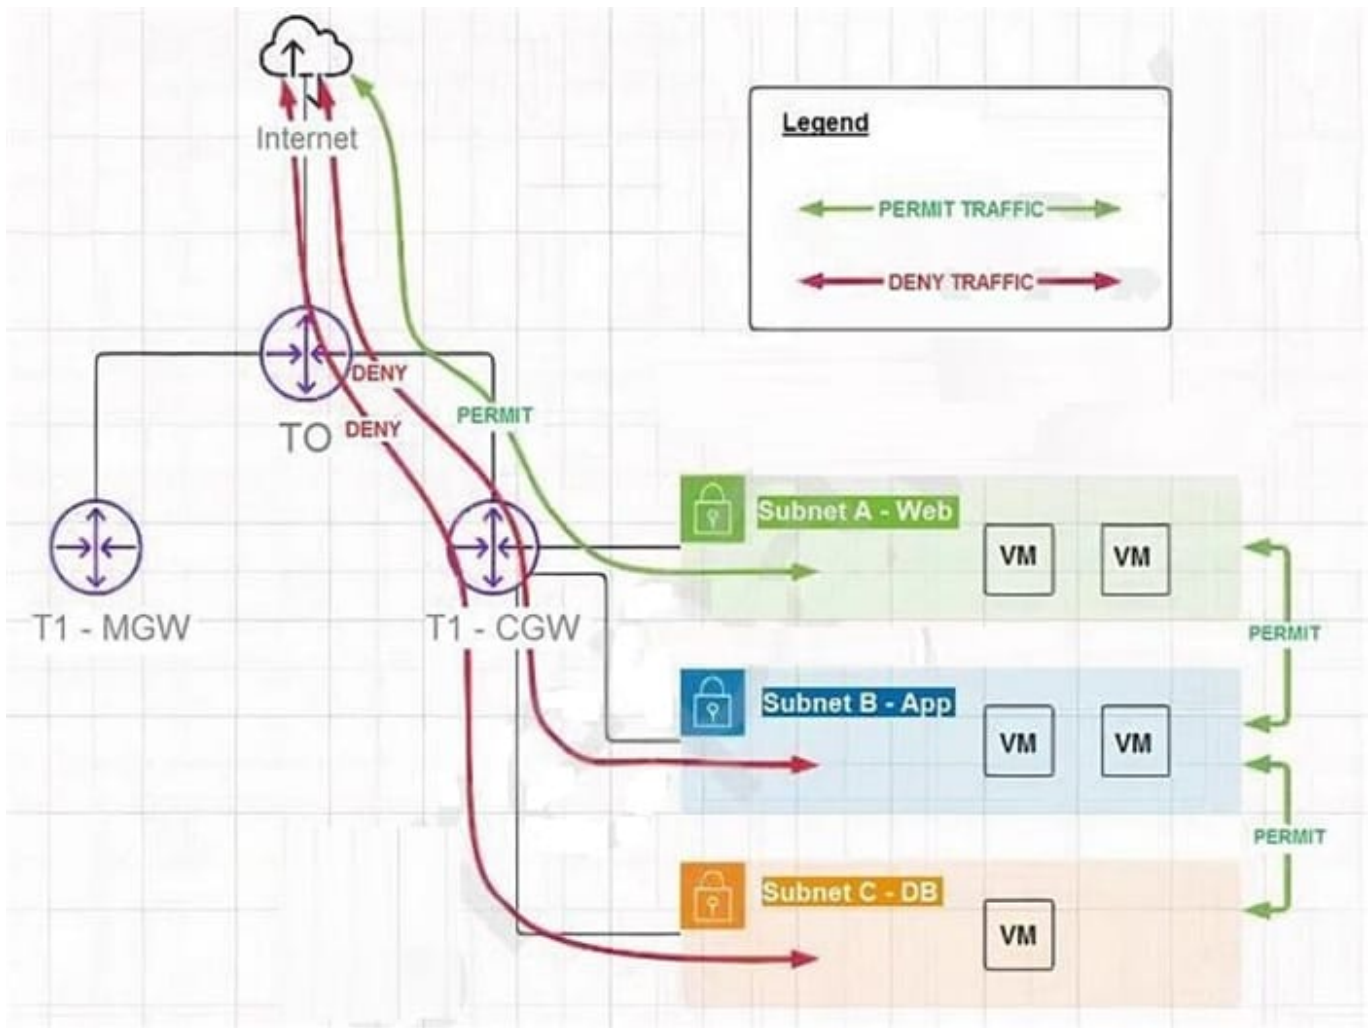 Internet
Legend
PERMIT TRAFFIC
DENY TRAFFIC
DENY
PERMIT
DENY
TO
Subnet A - Web
VM
VM
T1 - MGW
T1 - CGW
PERMIT
Subnet B - App
VM
VM
PERMIT
Subnet C - DB
VM